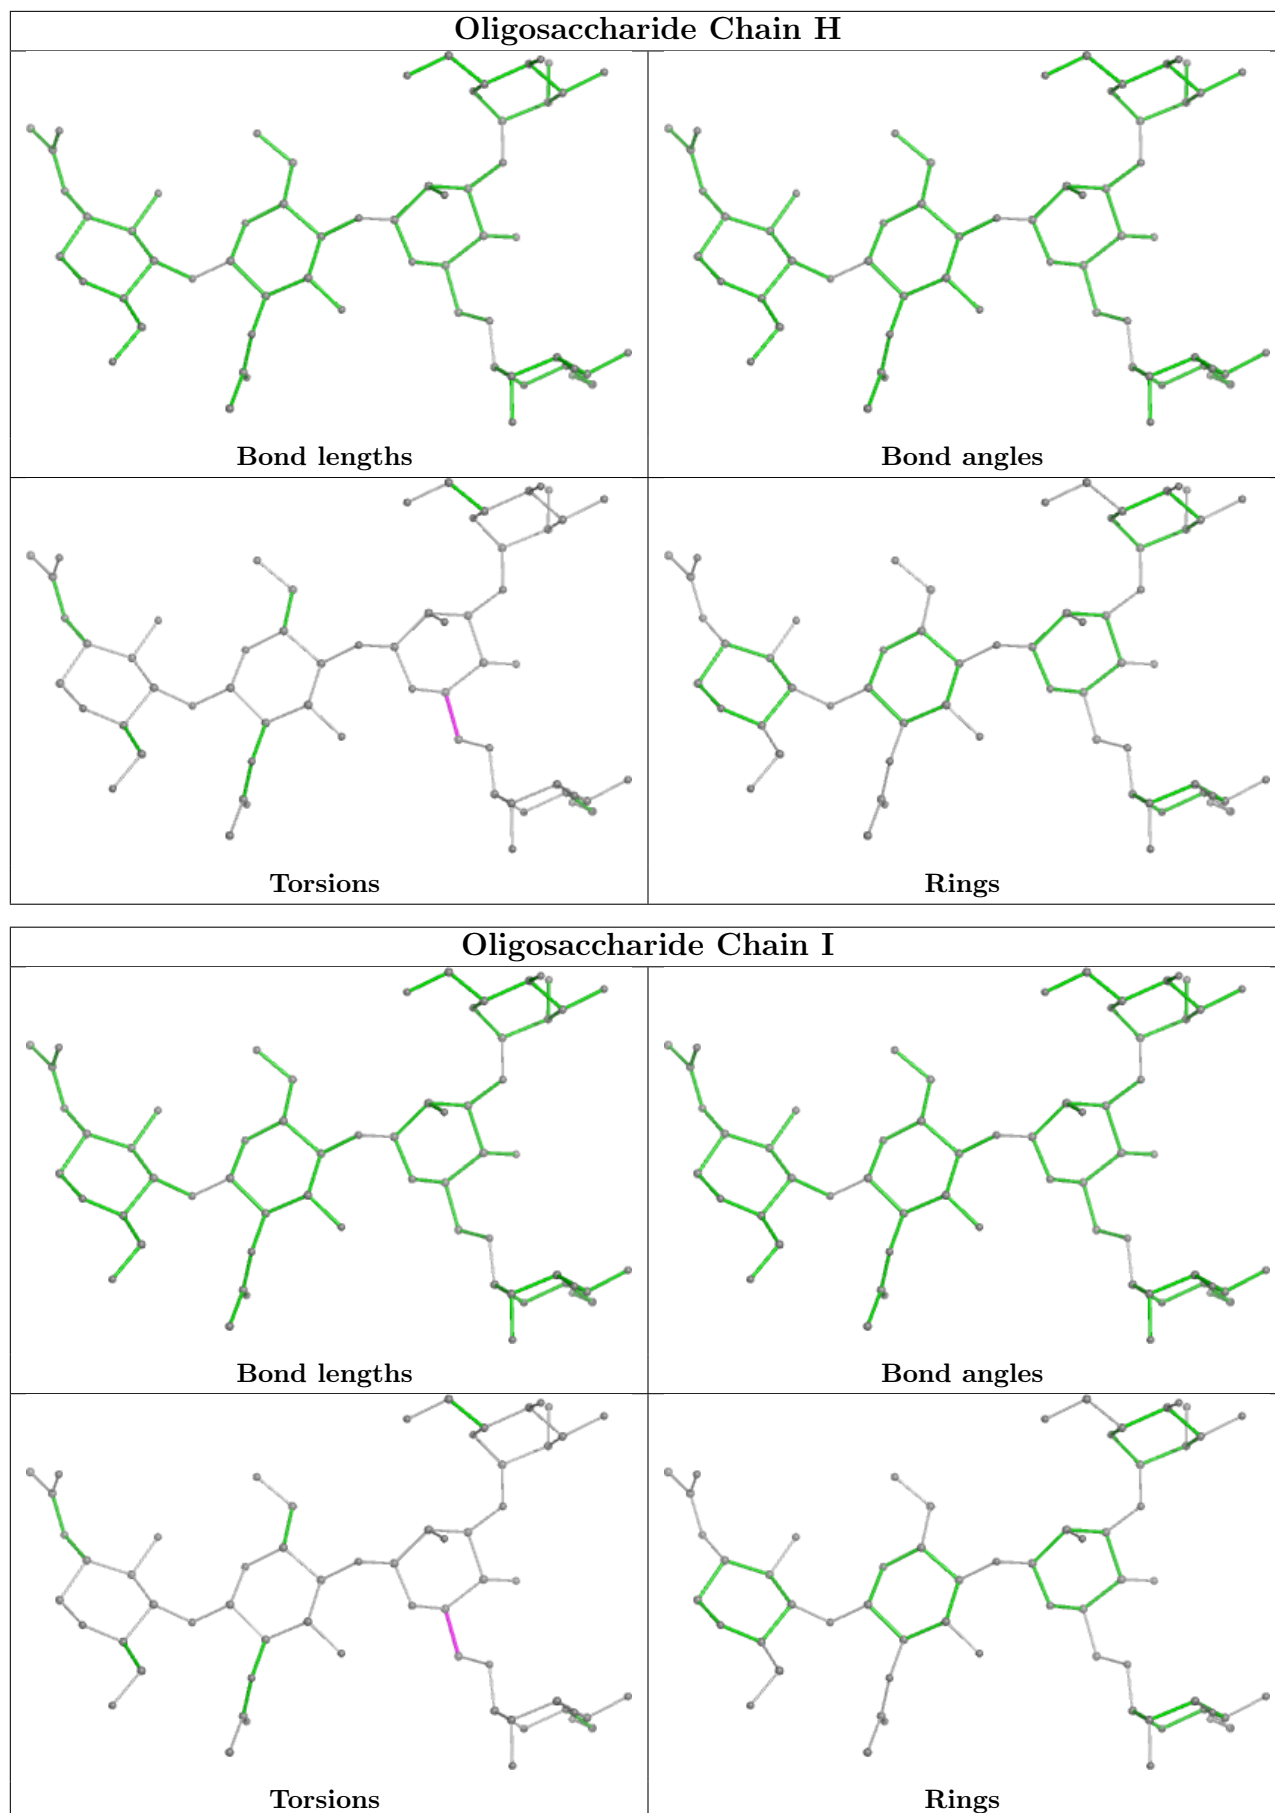 Oligosaccharide Chain H
Bond lengths
Bond angles
Torsions
Rings
Oligosaccharide Chain I
Bond lengths
Bond angles
Torsions
Rings